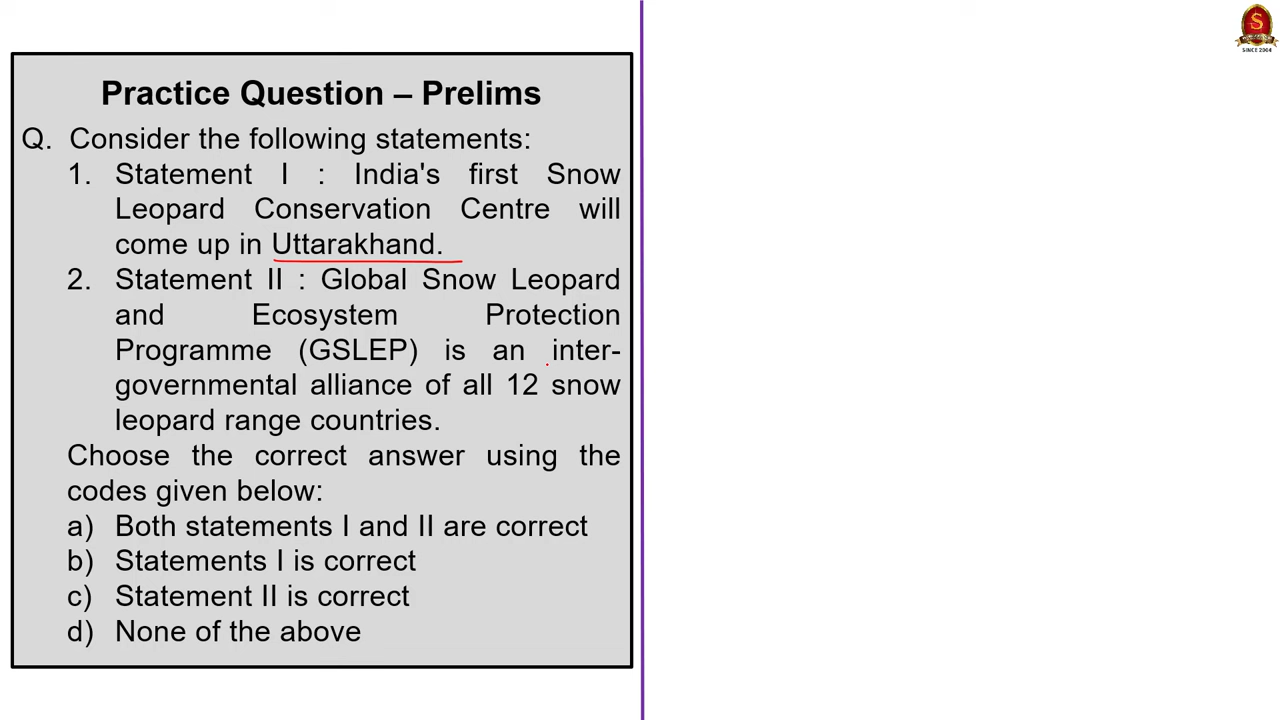 S
SINCE 2004
Practice Question – Prelims
Q. Consider the following statements:
1. Statement I : India's first Snow
Leopard Conservation Centre will
come up in Uttarakhand.
2. Statement II : Global Snow Leopard
and Ecosystem Protection
Programme (GSLEP) is an inter-
governmental alliance of all 12 snow
leopard range countries.
Choose the correct answer using the
codes given below:
a) Both statements I and II are correct
b) Statements I is correct
c) Statement II is correct
d) None of the above